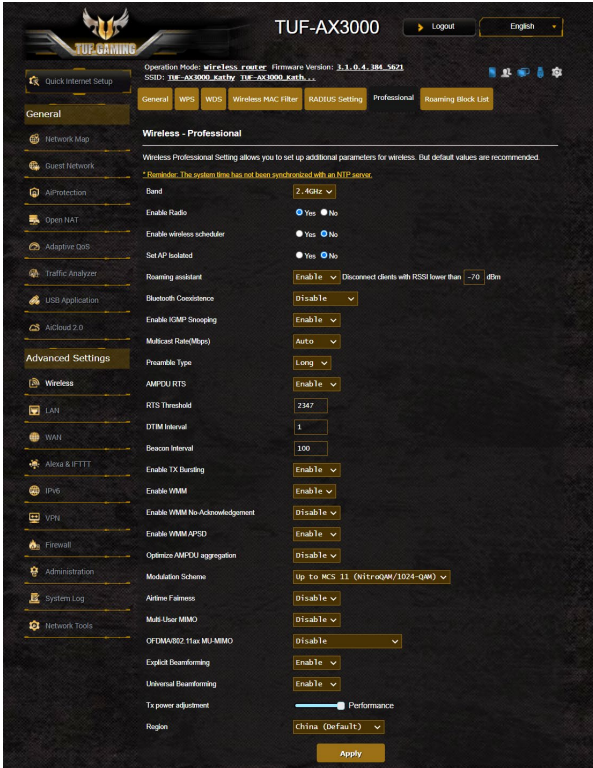 TUF GAMING
TUF-AX3000
Logout
English
Quick Internet Setup
General
Network Map
Guest Network
AiProtection
Open NAT
Adaptive QoS
Traffic Analyzer
USB Application
AiCloud 2.0
Advanced Settings
Wireless
LAN
WAN
Alexa & IFTTT
IPv6
VPN
Firewall
Administration
System Log
Network Tools
Operation Mode: Wireless router Firmware Version: 3.1.0.4.384_5621
SSID: TUF-AX3000_Kathy TUF-AX3000_Kath...
General WPS WDS Wireless MAC Filter RADIUS Setting Professional Roaming Block List
Wireless - Professional
Wireless Professional Setting allows you to set up additional parameters for wireless. But default values are recommended.
* Reminder: The system time has not been synchronized with an NTP server.
Band 2.4GHz
Enable Radio Yes No
Enable wireless scheduler Yes No
Set AP Isolated Yes No
Roaming assistant Enable Disconnect clients with RSSI lower than -70 dBm
Bluetooth Coexistence Disable
Enable IGMP Snooping Enable
Multicast Rate(Mbps) Auto
Preamble Type Long
AMPDU RTS Enable
RTS Threshold 2347
DTIM Interval 1
Beacon Interval 100
Enable TX Bursting Enable
Enable WMM Enable
Enable WMM No-Acknowledgement Disable
Enable WMM APSD Enable
Optimize AMPDU aggregation Disable
Modulation Scheme Up to MCS 11 (NitroQAM/1024-QAM)
Airtime Fairness Disable
Multi-User MIMO Disable
OFDMA/802.11ax MU-MIMO Disable
Explicit Beamforming Enable
Universal Beamforming Enable
Tx power adjustment Performance
Region China (Default)
Apply